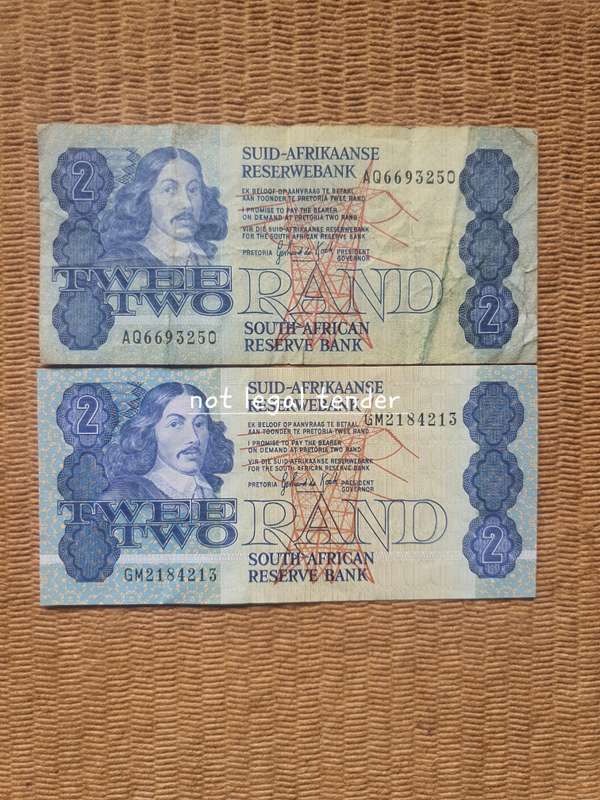 2
SUID-AFRIKAANSE
RESERWEBANK
AQ6693250
EK BELOOF OP AANVRAAG TE BETAAL
AAN TOONDER TE PRETORIA TWEE RAND
I PROMISE TO PAY THE BEARER
ON DEMAND AT PRETORIA TWO RAND
VIR DIE SUID-AFRIKAANSE RESERWEBANK
FOR THE SOUTH AFRICAN RESERVE BANK
PRETORIA PRESIDENT
GOVERNOR
TWEE
TWO RAND
2
AQ6693250
SOUTH AFRICAN
RESERVE BANK
SUID-AFRIKAANSE
not legal tender
2
RESERWEBANK
GM2184213
EK BELOOF OP AANVRAAG TE BETAAL
AAN TOONDER TE PRETORIA TWEE RAND
I PROMISE TO PAY THE BEARER
ON DEMAND AT PRETORIA TWO RAND
VIR DIE SUID-AFRIKAANSE RESERWEBANK
FOR THE SOUTH AFRICAN RESERVE BANK
PRETORIA PRESIDENT
GOVERNOR
TWEE
TWO RAND
2
GM2184213
SOUTH AFRICAN
RESERVE BANK